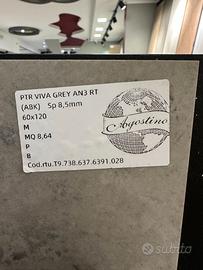 PTR VIVA GREY AN3 RT
(ABK) Sp 8,5mm
60x120
M
MQ 8,64
P
B
Cod.rtu.T9.738.637.6391.028
Agostino
subito